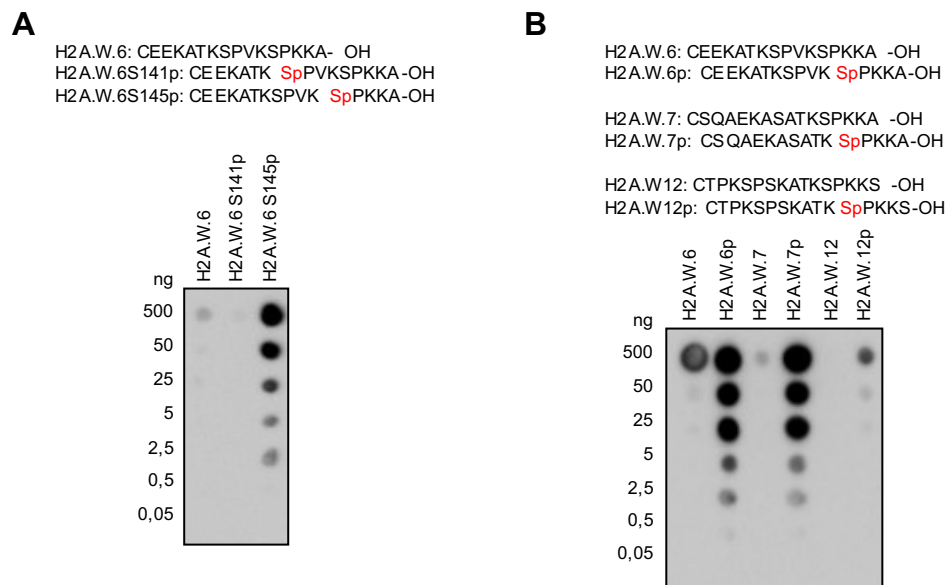 A
H2A.W.6: CEEKATKSPVKSPKKA- OH
H2A.W.6S141p: CEEKATK SpPVKSPKKA-OH
H2A.W.6S145p: CEEKATKSPVK SpPKKA-OH
H2A.W.6
H2A.W.6 S141p
H2A.W.6 S145p
ng
500
50
25
5
2,5
0,5
0,05
B
H2A.W.6: CEEKATKSPVKSPKKA -OH
H2A.W.6p: CEEKATKSPVK SpPKKA-OH
H2A.W.7: CSQAEKASATKSPKKA -OH
H2A.W.7p: CSQAEKASATK SpPKKA-OH
H2A.W12: CTPKSPSKATKSPKKS -OH
H2A.W12p: CTPKSPSKATK SpPKKS-OH
H2A.W.6
H2A.W.6p
H2A.W.7
H2A.W.7p
H2A.W.12
H2A.W.12p
ng
500
50
25
5
2,5
0,5
0,05